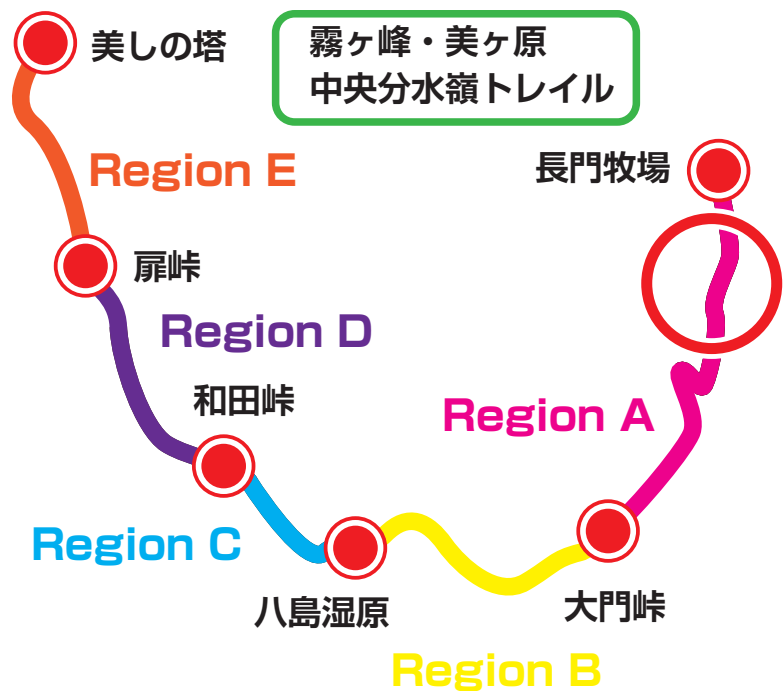 美しの塔
霧ヶ峰・美ヶ原
中央分水嶺トレイル
長門牧場
Region E
扉峠
Region D
和田峠
Region A
Region C
八島湿原
大門峠
Region B